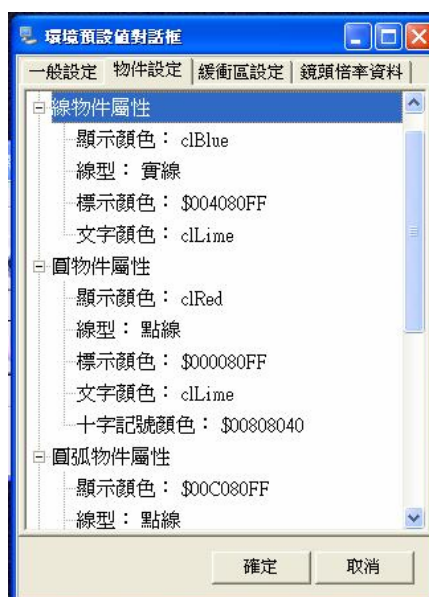 環境預設值對話框
一般設定 物件設定 緩衝區設定 鏡頭倍率資料
線物件屬性
顯示顏色： clBlue
線型： 實線
標示顏色： $004080FF
文字顏色： clLime
圓物件屬性
顯示顏色： clRed
線型： 點線
標示顏色： $000080FF
文字顏色： clLime
十字記號顏色： $00808040
圓弧物件屬性
顯示顏色： $00C080FF
線型： 點線
確定 取消